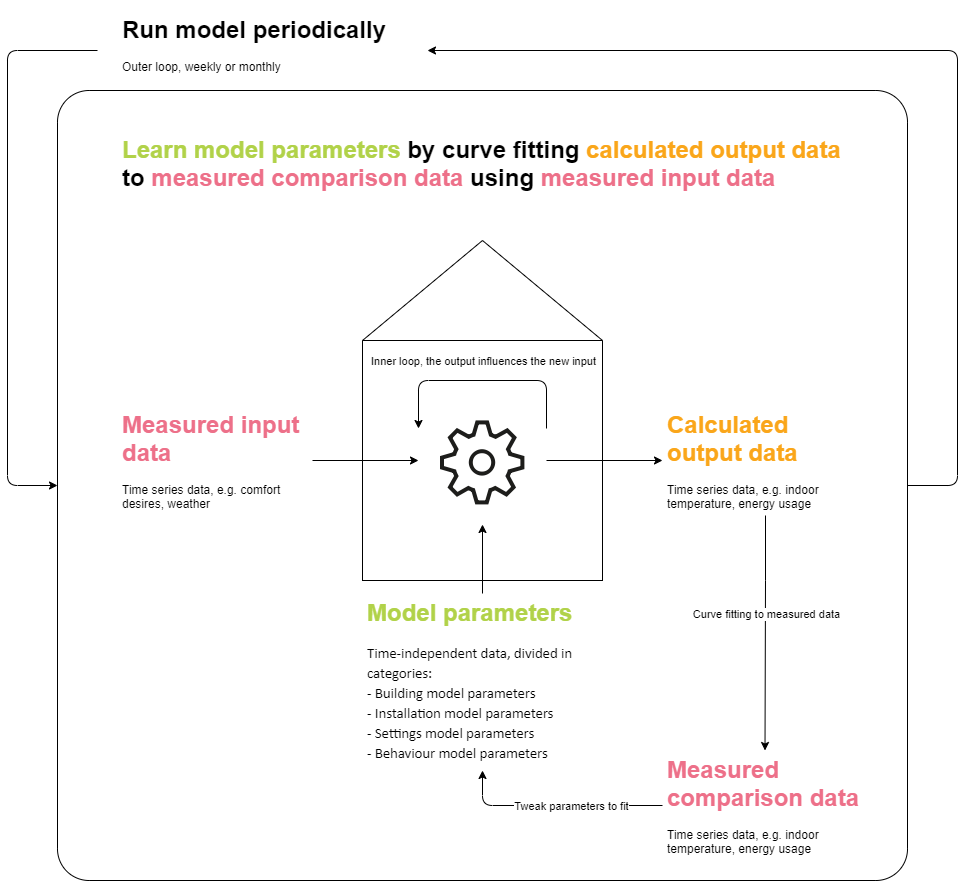 Run model periodically
Outer loop, weekly or monthly
Learn model parameters by curve fitting calculated output data
to measured comparison data using measured input data
Inner loop, the output influences the new input
Measured input
data
Time series data, e.g. comfort
desires, weather
Calculated
output data
Time series data, e.g. indoor
temperature, energy usage
Model parameters
Time-independent data, divided in
categories:
- Building model parameters
- Installation model parameters
- Settings model parameters
- Behaviour model parameters
Curve fitting to measured data
Measured
comparison data
Time series data, e.g. indoor
temperature, energy usage
Tweak parameters to fit